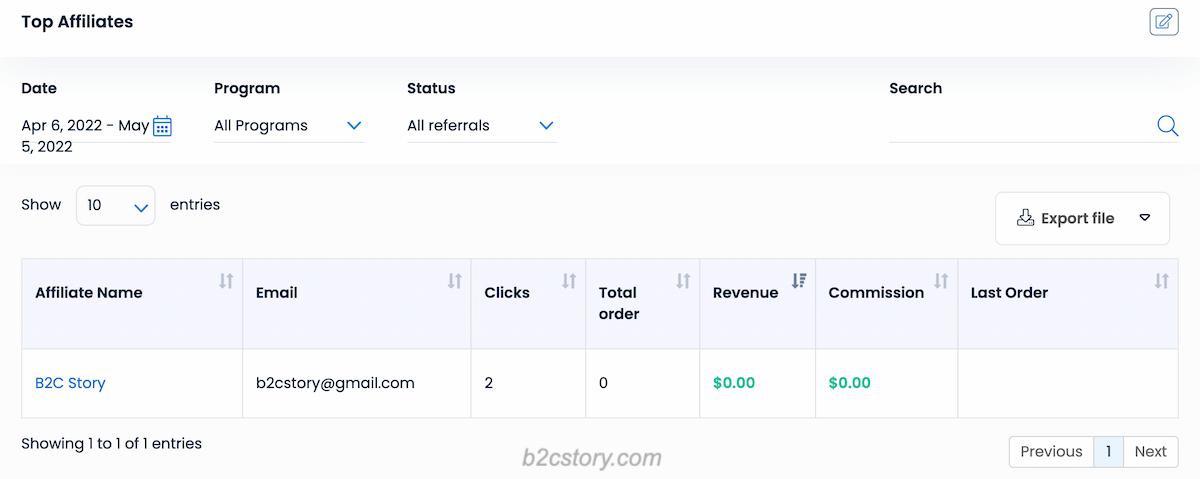 Top Affiliates
Date Program Status Search
Apr 6, 2022 - May 5, 2022 All Programs All referrals
Show 10 entries
Export file
Affiliate Name Email Clicks Total order Revenue Commission Last Order
B2C Story b2cstory@gmail.com 2 0 $0.00 $0.00
Showing 1 to 1 of 1 entries
Previous 1 Next
b2cstory.com